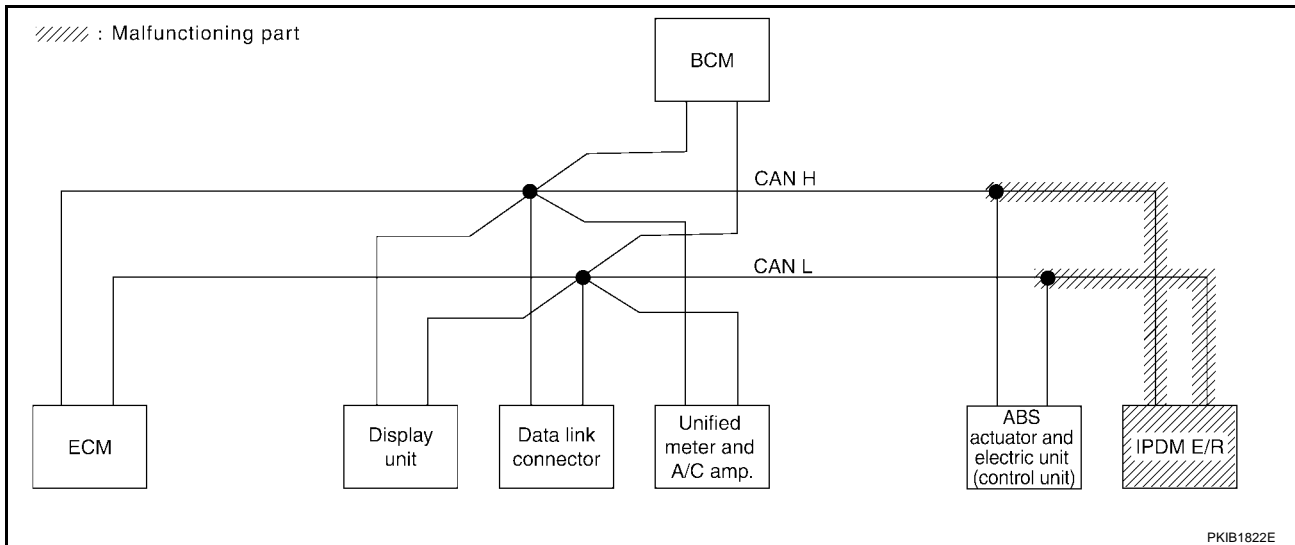 : Malfunctioning part
BCM
CAN H
CAN L
ECM
Display
unit
Data link
connector
Unified
meter and
A/C amp.
ABS
actuator and
electric unit
(control unit)
IPDM E/R
PKIB1822E